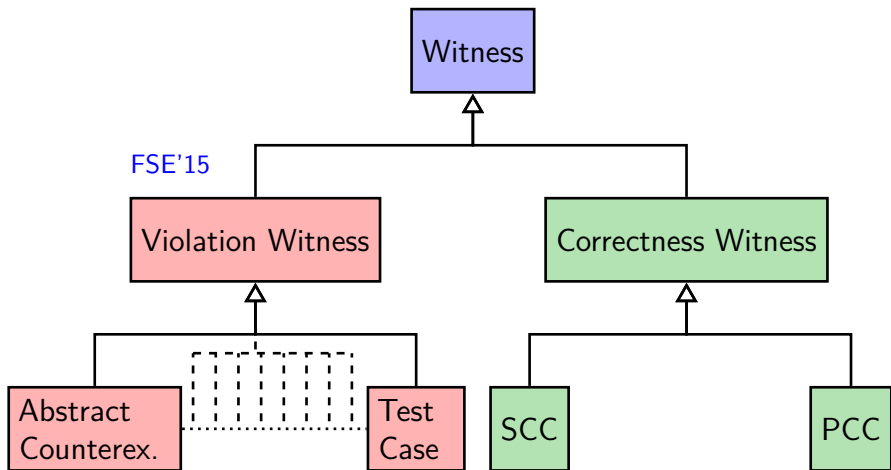 Witness
FSE'15
Violation Witness
Correctness Witness
Abstract
Counterex.
Test
Case
SCC
PCC